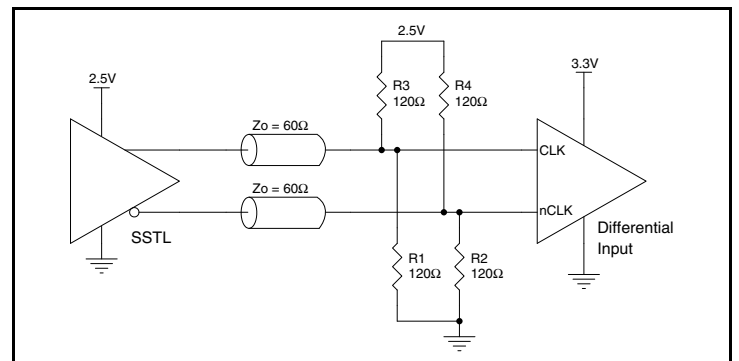 2.5V
3.3V
2.5V
R3
120Ω
R4
120Ω
Zo = 60Ω
CLK
Zo = 60Ω
nCLK
SSTL
Differential
Input
R1
120Ω
R2
120Ω